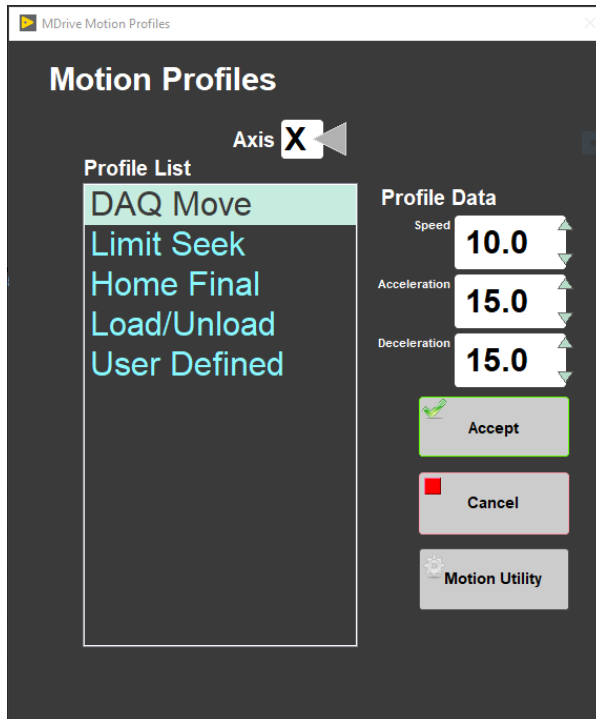 MDrive Motion Profiles
Motion Profiles
Axis X
Profile List
DAQ Move
Limit Seek
Home Final
Load/Unload
User Defined
Profile Data
Speed 10.0
Acceleration 15.0
Deceleration 15.0
Accept
Cancel
Motion Utility